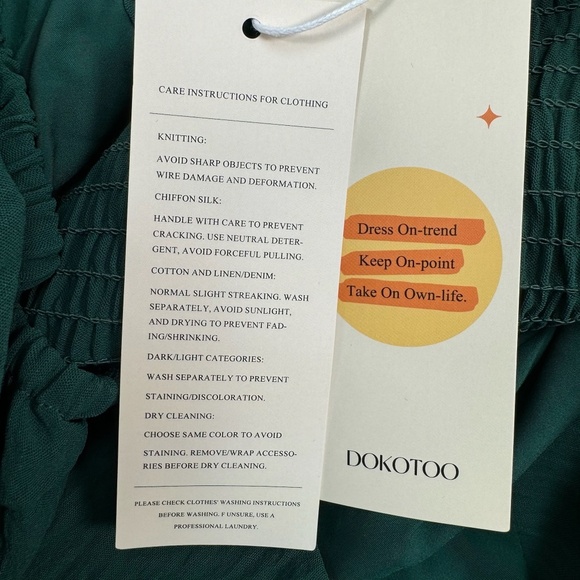 CARE INSTRUCTIONS FOR CLOTHING
KNITTING:
AVOID SHARP OBJECTS TO PREVENT
WIRE DAMAGE AND DEFORMATION.
CHIFFON SILK:
HANDLE WITH CARE TO PREVENT
CRACKING. USE NEUTRAL DETER-
GENT, AVOID FORCEFUL PULLING.
COTTON AND LINEN/DENIM:
NORMAL SLIGHT STREAKING. WASH
SEPARATELY, AVOID SUNLIGHT,
AND DRYING TO PREVENT FAD-
ING/SHRINKING.
DARK/LIGHT CATEGORIES:
WASH SEPARATELY TO PREVENT
STAINING/DISCOLORATION.
DRY CLEANING:
CHOOSE SAME COLOR TO AVOID
STAINING. REMOVE/WRAP ACCESSO-
RIES BEFORE DRY CLEANING.
PLEASE CHECK CLOTHES' WASHING INSTRUCTIONS
BEFORE WASHING. F UNSURE, USE A
PROFESSIONAL LAUNDRY.
Dress On-trend
Keep On-point
Take On Own-life.
DOKOTOO